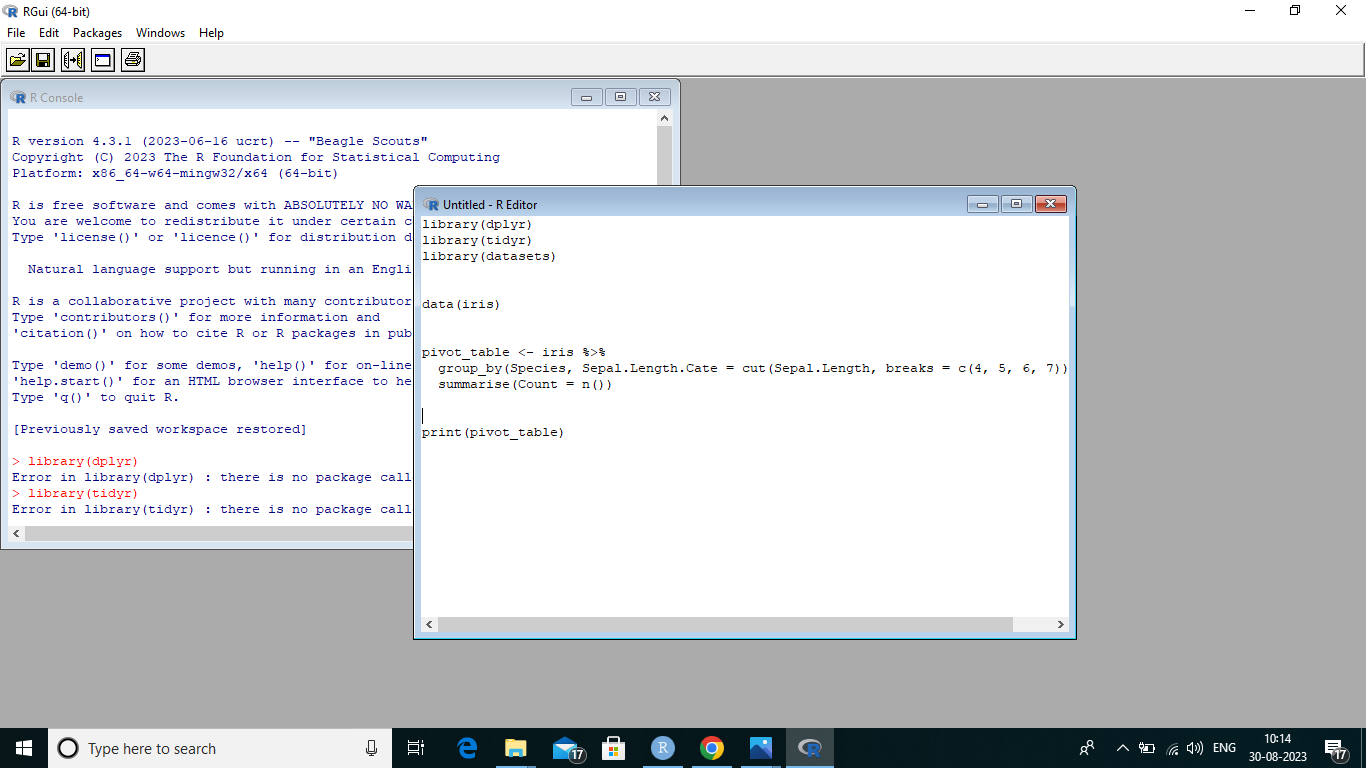 RGui (64-bit)
File Edit Packages Windows Help
R Console
R version 4.3.1 (2023-06-16 ucrt) -- "Beagle Scouts"
Copyright (C) 2023 The R Foundation for Statistical Computing
Platform: x86_64-w64-mingw32/x64 (64-bit)
R is free software and comes with ABSOLUTELY NO WA
You are welcome to redistribute it under certain c
Type 'license()' or 'licence()' for distribution d
Natural language support but running in an Engli
R is a collaborative project with many contributor
Type 'contributors()' for more information and
'citation()' on how to cite R or R packages in pub
Type 'demo()' for some demos, 'help()' for on-line
'help.start()' for an HTML browser interface to he
Type 'q()' to quit R.
[Previously saved workspace restored]
> library(dplyr)
Error in library(dplyr) : there is no package call
> library(tidyr)
Error in library(tidyr) : there is no package call
Untitled - R Editor
library(dplyr)
library(tidyr)
library(datasets)
data(iris)
pivot_table <- iris %>%
group_by(Species, Sepal.Length.Cate = cut(Sepal.Length, breaks = c(4, 5, 6, 7))
summarise(Count = n())
print(pivot_table)
Type here to search
17
R
ENG
10:14
30-08-2023
17